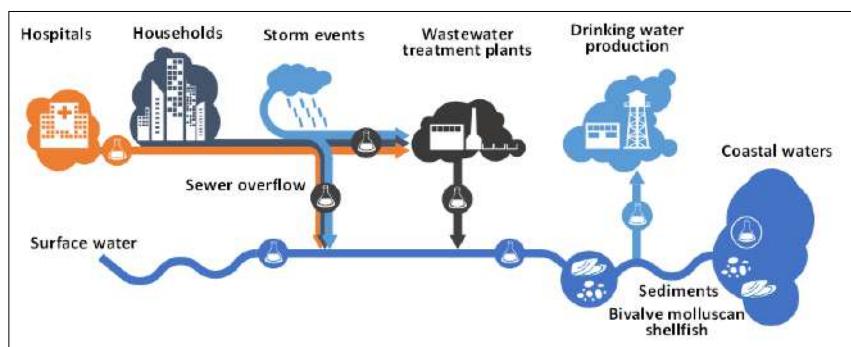 Hospitals
Households
Storm events
Wastewater
treatment plants
Drinking water
production
Coastal waters
Sewer overflow
Surface water
Sediments
Bivalve molluscan
shellfish